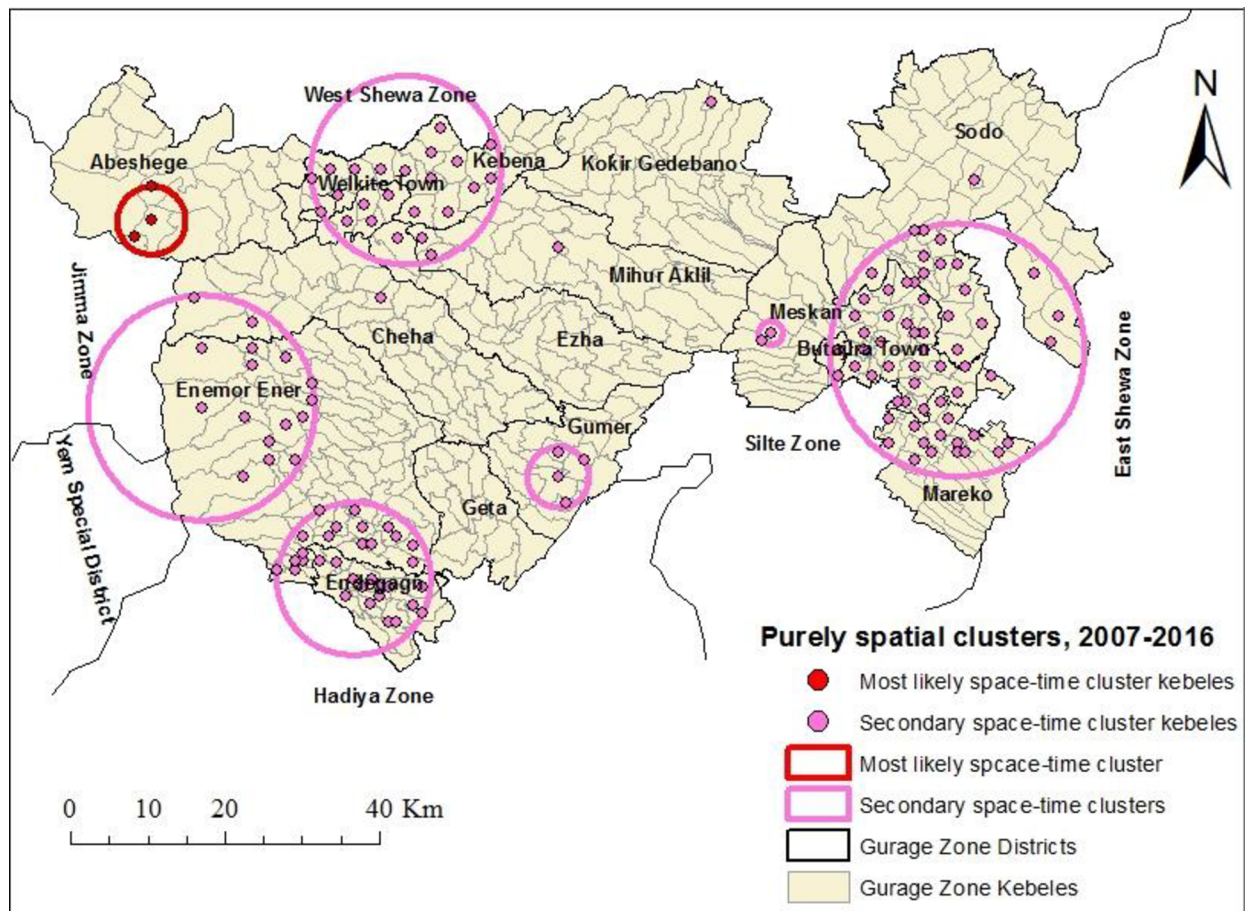 West Shewa Zone
N
Sodo
Abeshege
Kebena
Kokir Gedebano
Welkite Town
Jimma Zone
Mihur Aklil
Meskan
Cheha
Ezha
Butajra Town
Enemor Ener
East Shewa Zone
Gumer
Silte Zone
Yem Special District
Geta
Mareko
Endegagn
Hadiya Zone
Purely spatial clusters, 2007-2016
Most likely space-time cluster kebeles
Secondary space-time cluster kebeles
Most likely spcace-time cluster
Secondary space-time clusters
Gurage Zone Districts
Gurage Zone Kebeles
0 10 20 40 Km